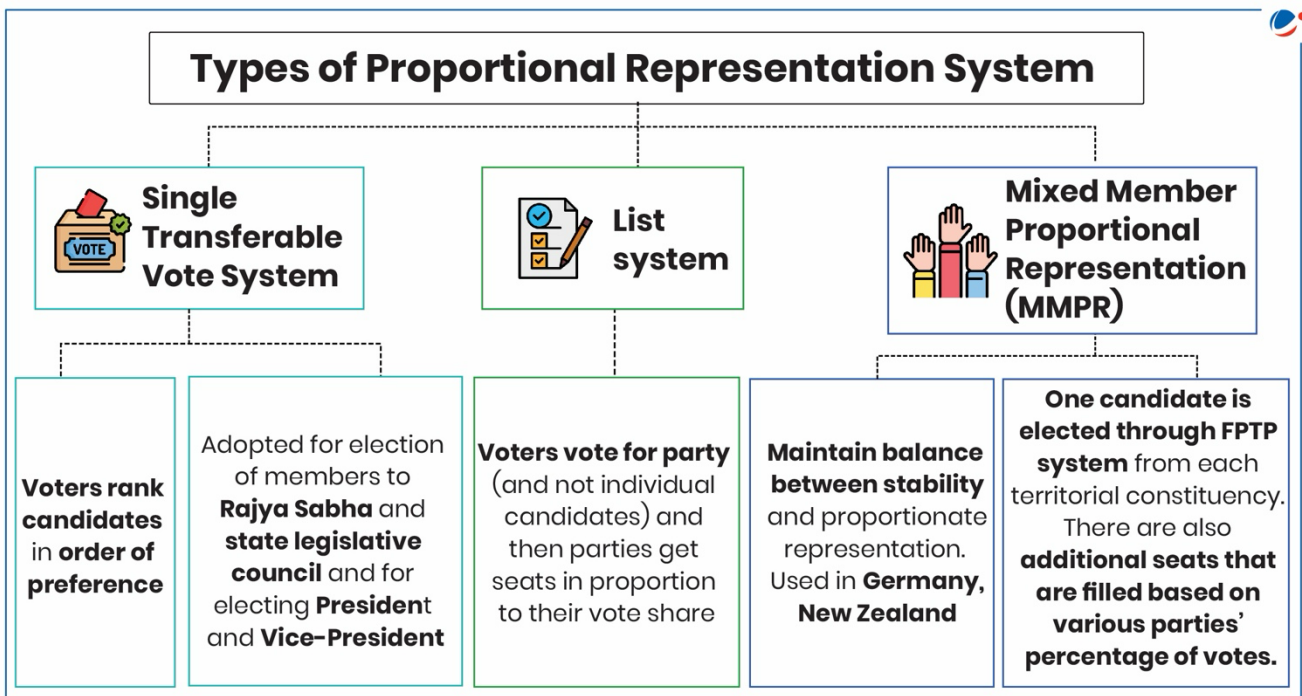 Types of Proportional Representation System
Single
Transferable
Vote System
VOTE
List
system
Mixed Member
Proportional
Representation
(MMPR)
Voters rank
candidates
in order of
preference
Adopted for election
of members to
Rajya Sabha and
state legislative
council and for
electing President
and Vice-President
Voters vote for party
(and not individual
candidates) and
then parties get
seats in proportion
to their vote share
Maintain balance
between stability
and proportionate
representation.
Used in Germany,
New Zealand
One candidate is
elected through FPTP
system from each
territorial constituency.
There are also
additional seats that
are filled based on
various parties’
percentage of votes.